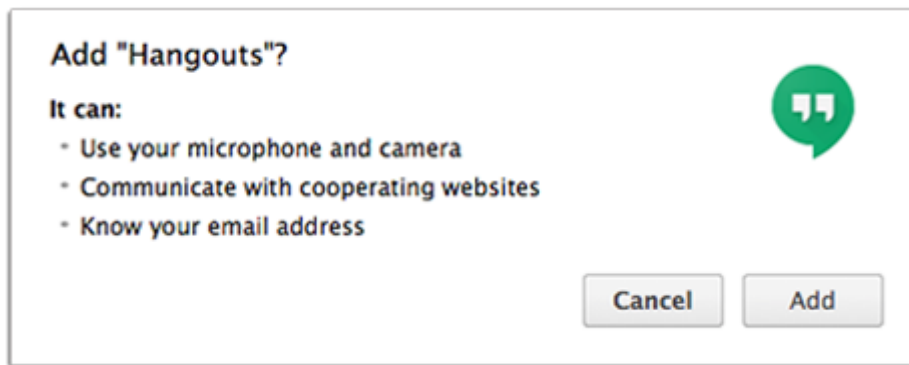 Add "Hangouts"?
It can:
- Use your microphone and camera
- Communicate with cooperating websites
- Know your email address
Cancel Add